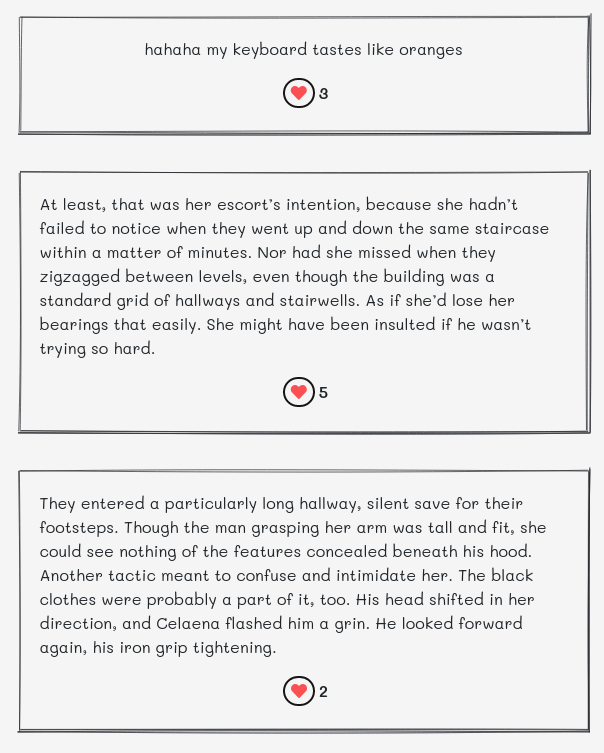 hahaha my keyboard tastes like oranges
3
At least, that was her escort’s intention, because she hadn’t
failed to notice when they went up and down the same staircase
within a matter of minutes. Nor had she missed when they
zigzagged between levels, even though the building was a
standard grid of hallways and stairwells. As if she’d lose her
bearings that easily. She might have been insulted if he wasn’t
trying so hard.
5
They entered a particularly long hallway, silent save for their
footsteps. Though the man grasping her arm was tall and fit, she
could see nothing of the features concealed beneath his hood.
Another tactic meant to confuse and intimidate her. The black
clothes were probably a part of it, too. His head shifted in her
direction, and Celaena flashed him a grin. He looked forward
again, his iron grip tightening.
2